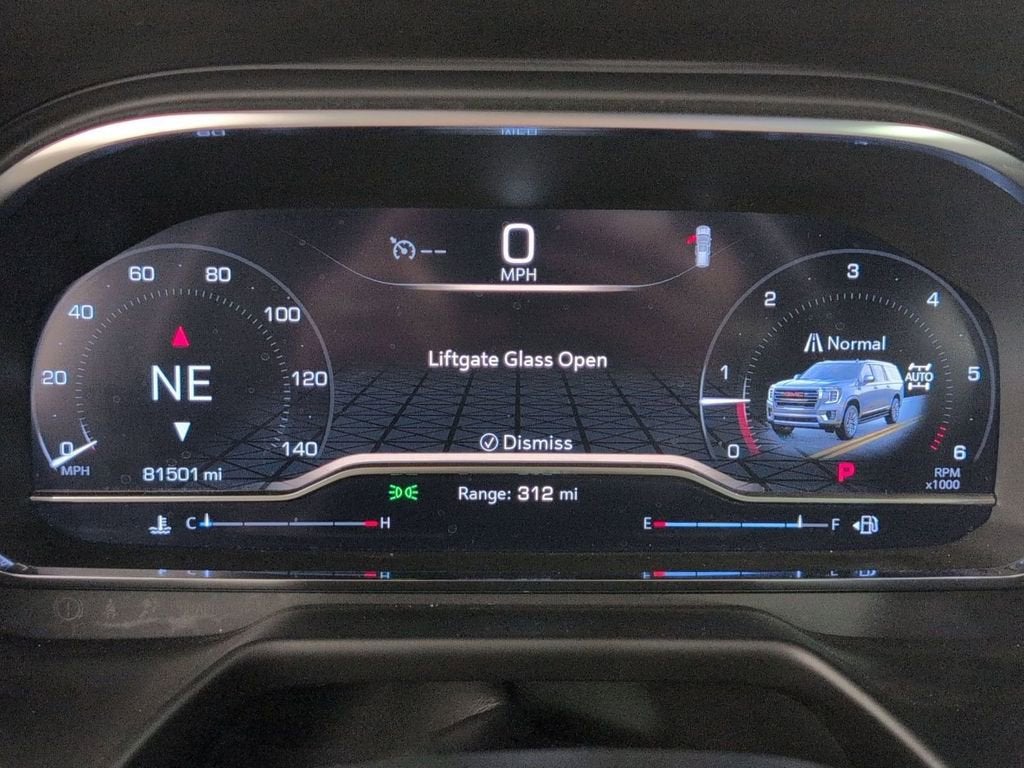 --
0
MPH
60 80
40 100
20 120
0 140
MPH
NE
81501 mi
Liftgate Glass Open
Dismiss
3
2 4
1 5
0 6
Normal
AUTO
GMC
P
RPM
x1000
Range: 312 mi
C H
E F